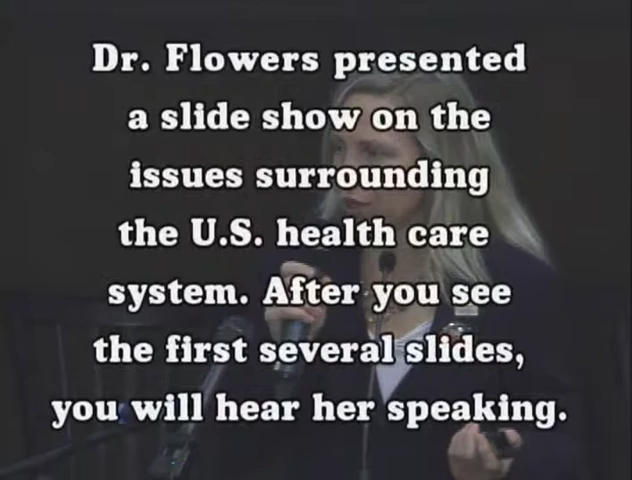 Dr. Flowers presented
a slide show on the
issues surrounding
the U.S. health care
system. After you see
the first several slides,
you will hear her speaking.